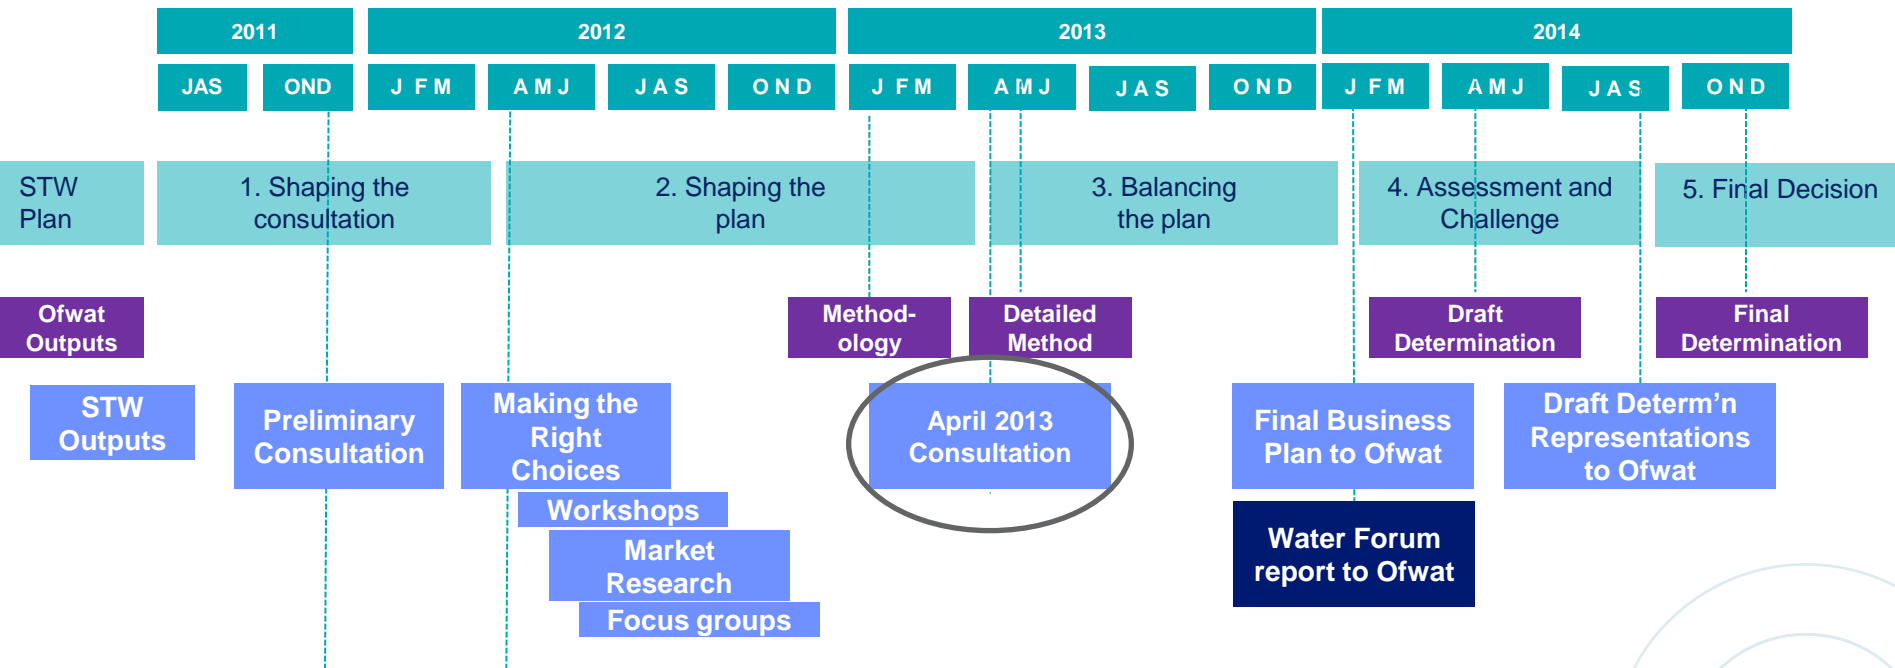 2011
2012
2013
2014
JAS
OND
J F M
A M J
J A S
O N D
J F M
A M J
J A S
O N D
J F M
A M J
J A S
O N D
STW
Plan
1. Shaping the
consultation
2. Shaping the
plan
3. Balancing
the plan
4. Assessment and
Challenge
5. Final Decision
Ofwat
Outputs
Method-
ology
Detailed
Method
Draft
Determination
Final
Determination
STW
Outputs
Preliminary
Consultation
Making the
Right
Choices
April 2013
Consultation
Final Business
Plan to Ofwat
Draft Determ'n
Representations
to Ofwat
Workshops
Market
Research
Focus groups
Water Forum
report to Ofwat